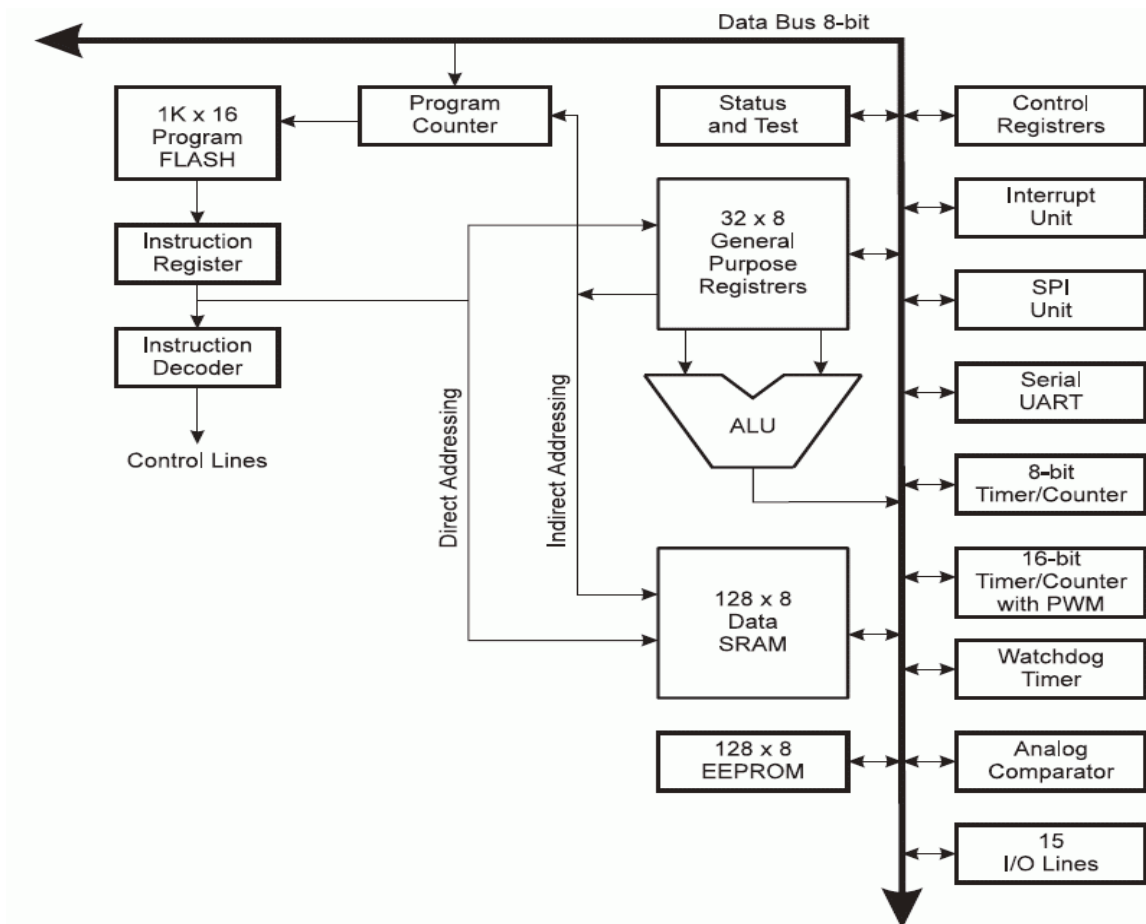 Data Bus 8-bit
1K x 16
Program
FLASH
Program
Counter
Status
and Test
Control
Registrers
Instruction
Register
32 x 8
General
Purpose
Registrers
Interrupt
Unit
SPI
Unit
Instruction
Decoder
Control Lines
Direct Addressing
Indirect Addressing
ALU
Serial
UART
8-bit
Timer/Counter
128 x 8
Data
SRAM
16-bit
Timer/Counter
with PWM
Watchdog
Timer
128 x 8
EEPROM
Analog
Comparator
15
I/O Lines